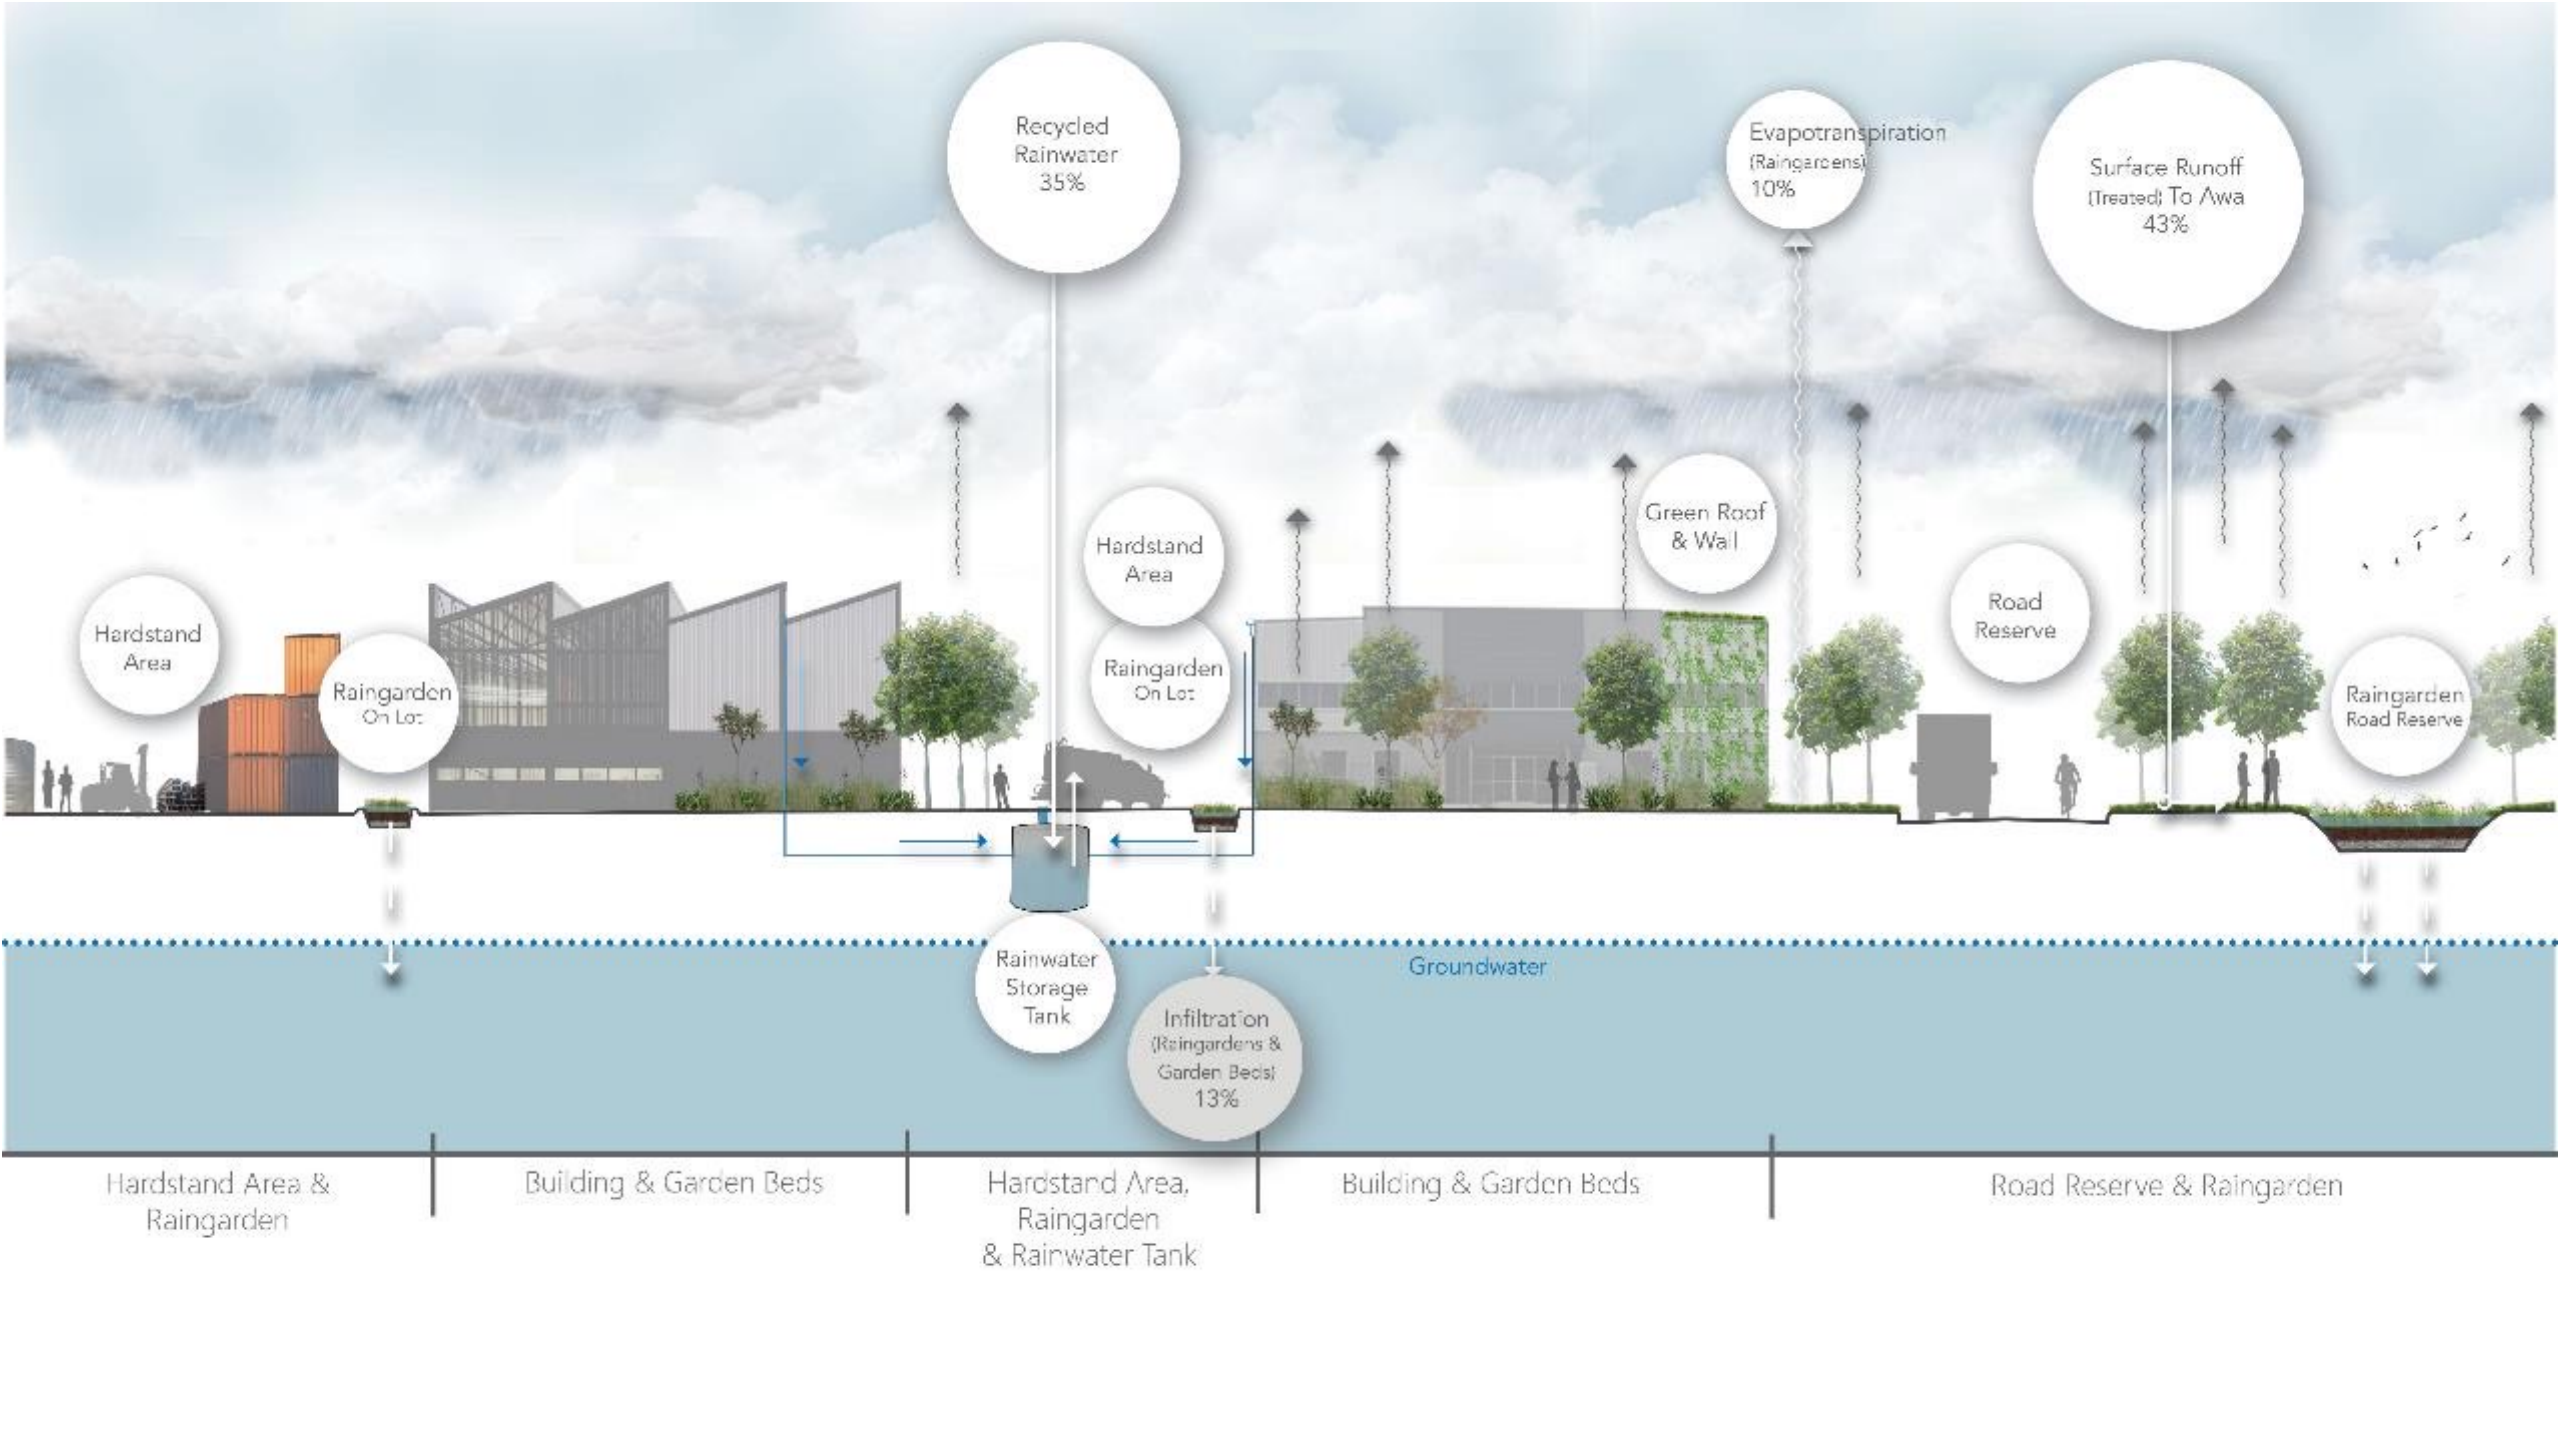 Recycled
Rainwater
35%
Evapotranspiration
(Raingardens)
10%
Surface Runoff
(Treated) To Awa
43%
Hardstand
Area
Raingarden
On Lot
Hardstand
Area
Raingarden
On Lot
Green Roof
& Wall
Road
Reserve
Raingarden
Road Reserve
Rainwater
Storage
Tank
Infiltration
(Raingardens &
Garden Beds)
13%
Groundwater
Hardstand Area &
Raingarden
Building & Garden Beds
Hardstand Area,
Raingarden
& Rainwater Tank
Building & Garden Beds
Road Reserve & Raingarden